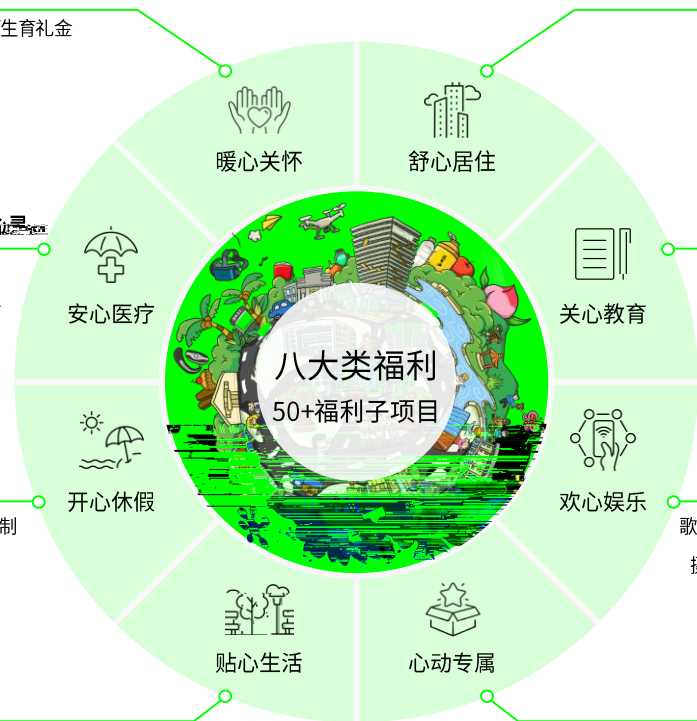 生育礼金
暖心关怀
舒心居住
安心医疗
关心教育
八大类福利
50+福利子项目
开心休假
欢心娱乐
制
歌
贴心生活
心动专属